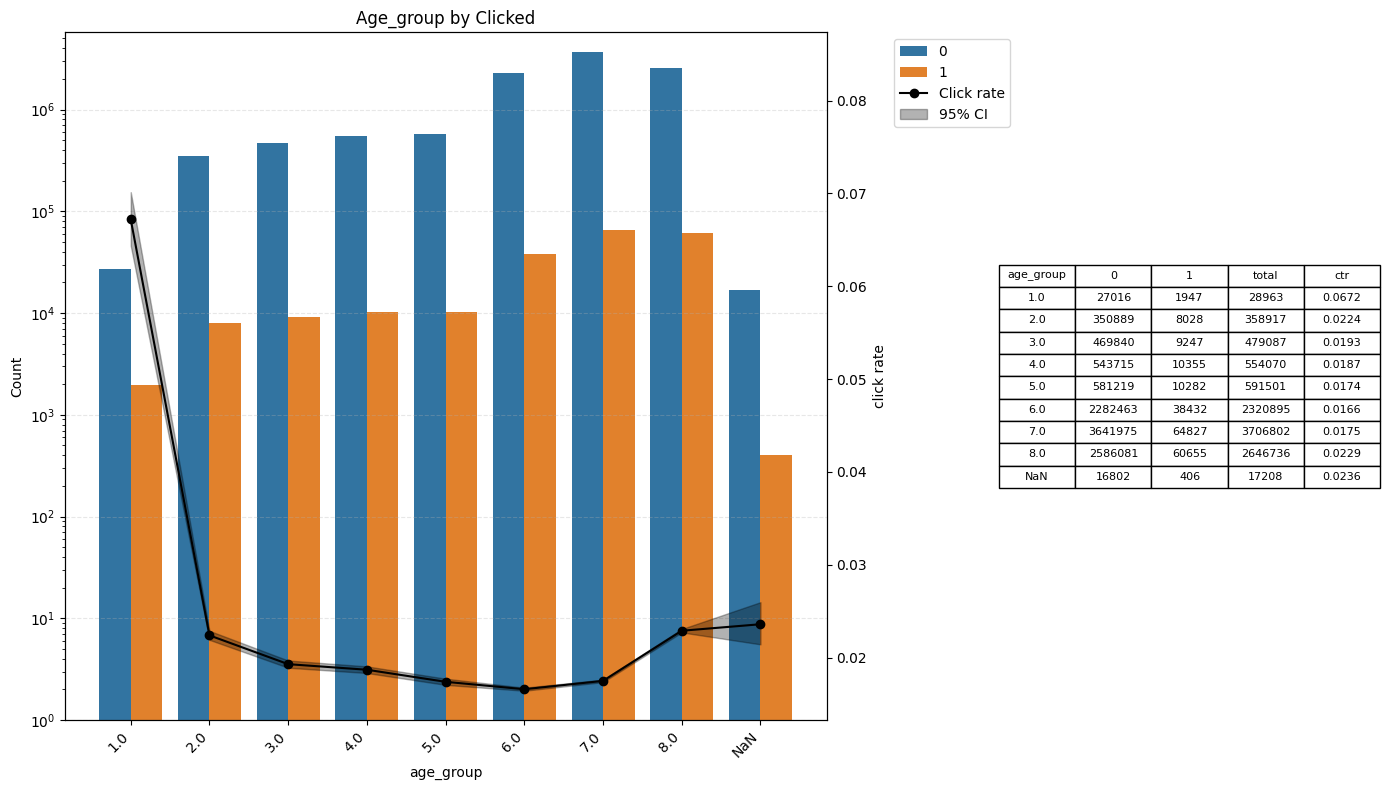 Age_group by Clicked
Count
10^6
10^5
10^4
10^3
10^2
10^1
10^0
1.0
2.0
3.0
4.0
5.0
6.0
7.0
8.0
NaN
age_group
0.08
0.07
0.06
0.05
0.04
0.03
0.02
click rate
0
1
Click rate
95% CI
age_group 0 1 total ctr
1.0 27016 1947 28963 0.0672
2.0 350889 8028 358917 0.0224
3.0 469840 9247 479087 0.0193
4.0 543715 10355 554070 0.0187
5.0 581219 10282 591501 0.0174
6.0 2282463 38432 2320895 0.0166
7.0 3641975 64827 3706802 0.0175
8.0 2586081 60655 2646736 0.0229
NaN 16802 406 17208 0.0236